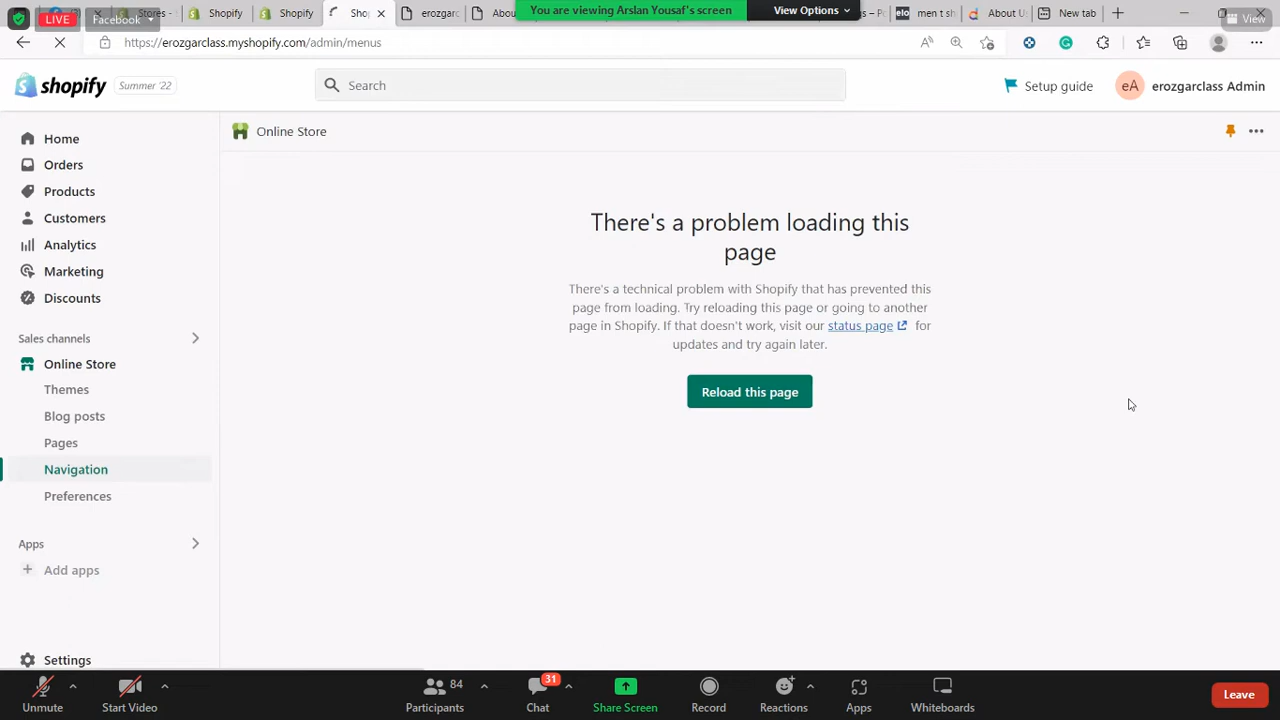 LIVE
Facebook
Stores -
Shopify
Shopify
Shop
erozgar
About U
New tab
You are viewing Arslan Yousaf's screen
View Options
View
https://erozgarclass.myshopify.com/admin/menus
shopify
Summer '22
Search
Setup guide
eA
erozgarclass Admin
Home
Orders
Products
Customers
Analytics
Marketing
Discounts
Sales channels
Online Store
Themes
Blog posts
Pages
Navigation
Preferences
Apps
Add apps
Settings
Online Store
There's a problem loading this
page
There's a technical problem with Shopify that has prevented this
page from loading. Try reloading this page or going to another
page in Shopify. If that doesn't work, visit our status page for
updates and try again later.
Reload this page
Unmute
Start Video
84
Participants
31
Chat
Share Screen
Record
Reactions
Apps
Whiteboards
Leave